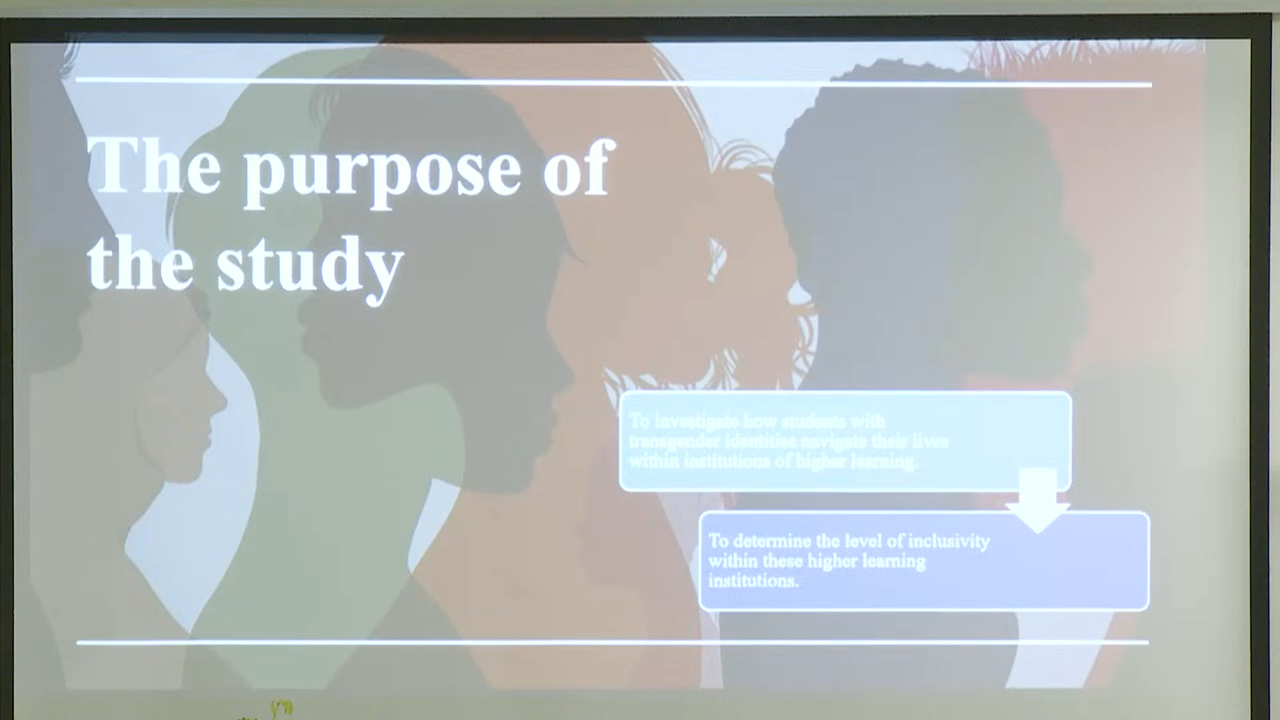 The purpose of
the study
To investigate how students with
transgender identities navigate their lives
within institutions of higher learning.
To determine the level of inclusivity
within these higher learning
institutions.